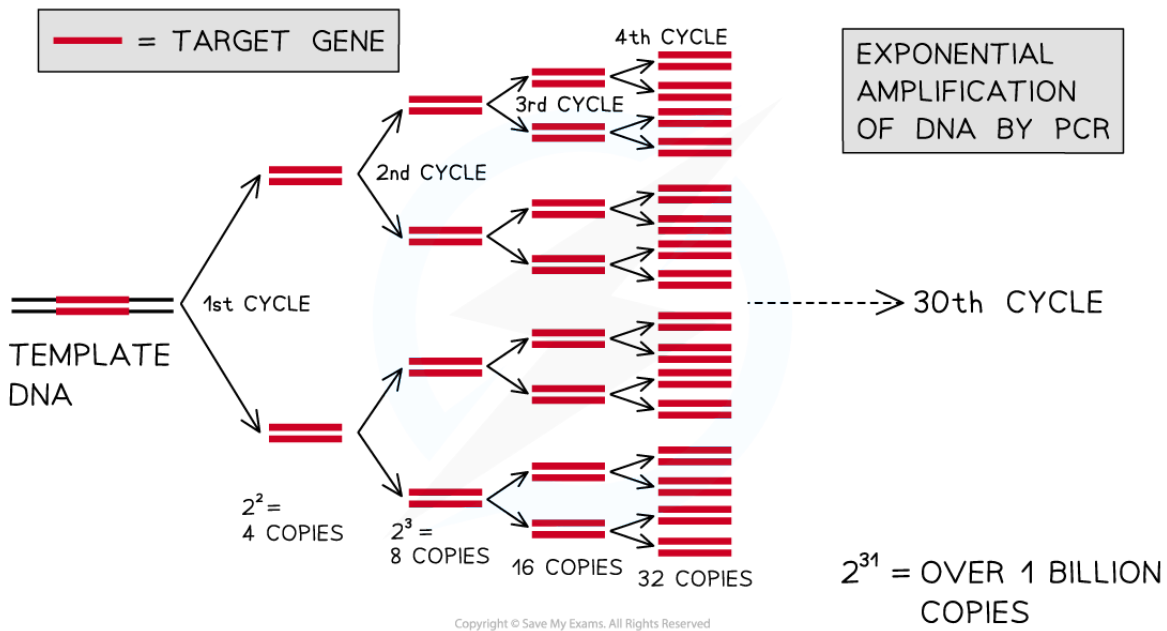 = TARGET GENE
4th CYCLE
EXPONENTIAL
AMPLIFICATION
OF DNA BY PCR
3rd CYCLE
2nd CYCLE
1st CYCLE
30th CYCLE
TEMPLATE
DNA
2² =
4 COPIES
2³ =
8 COPIES
16 COPIES
32 COPIES
2³¹ = OVER 1 BILLION
COPIES
Copyright © Save My Exams. All Rights Reserved